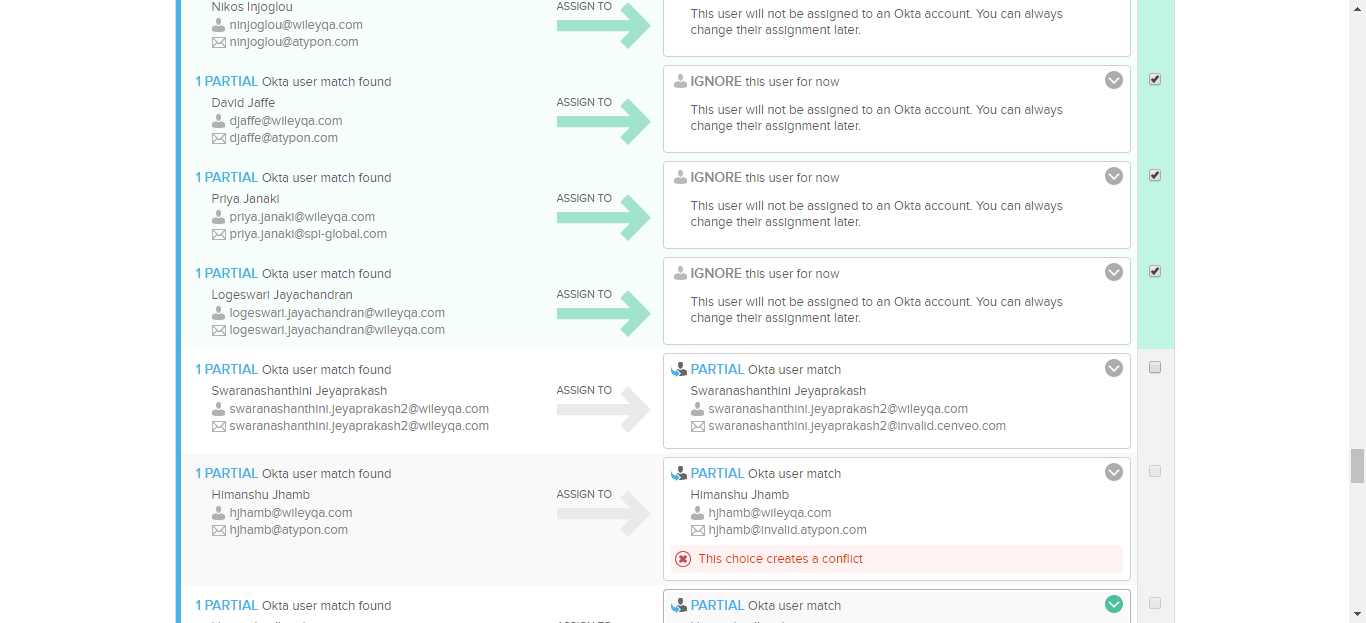 Nikos Injoglou
ninjoglou@wileyqa.com
ninjoglou@atypon.com
ASSIGN TO
This user will not be assigned to an Okta account. You can always
change their assignment later.
1 PARTIAL Okta user match found
David Jaffe
djaffe@wileyqa.com
djaffe@atypon.com
ASSIGN TO
IGNORE this user for now
This user will not be assigned to an Okta account. You can always
change their assignment later.
1 PARTIAL Okta user match found
Priya Janaki
priya.janaki@wileyqa.com
priya.janaki@spi-global.com
ASSIGN TO
IGNORE this user for now
This user will not be assigned to an Okta account. You can always
change their assignment later.
1 PARTIAL Okta user match found
Logeswari Jayachandran
logeswari.jayachandran@wileyqa.com
logeswari.jayachandran@wileyqa.com
ASSIGN TO
IGNORE this user for now
This user will not be assigned to an Okta account. You can always
change their assignment later.
1 PARTIAL Okta user match found
Swaranashanthini Jeyaprakash
swaranashanthini.jeyaprakash2@wileyqa.com
swaranashanthini.jeyaprakash2@wileyqa.com
ASSIGN TO
PARTIAL Okta user match
Swaranashanthini Jeyaprakash
swaranashanthini.jeyaprakash2@wileyqa.com
swaranashanthini.jeyaprakash2@invalid.cenveo.com
1 PARTIAL Okta user match found
Himanshu Jhamb
hjhamb@wileyqa.com
hjhamb@atypon.com
ASSIGN TO
PARTIAL Okta user match
Himanshu Jhamb
hjhamb@wileyqa.com
hjhamb@invalid.atypon.com
This choice creates a conflict
1 PARTIAL Okta user match found
PARTIAL Okta user match